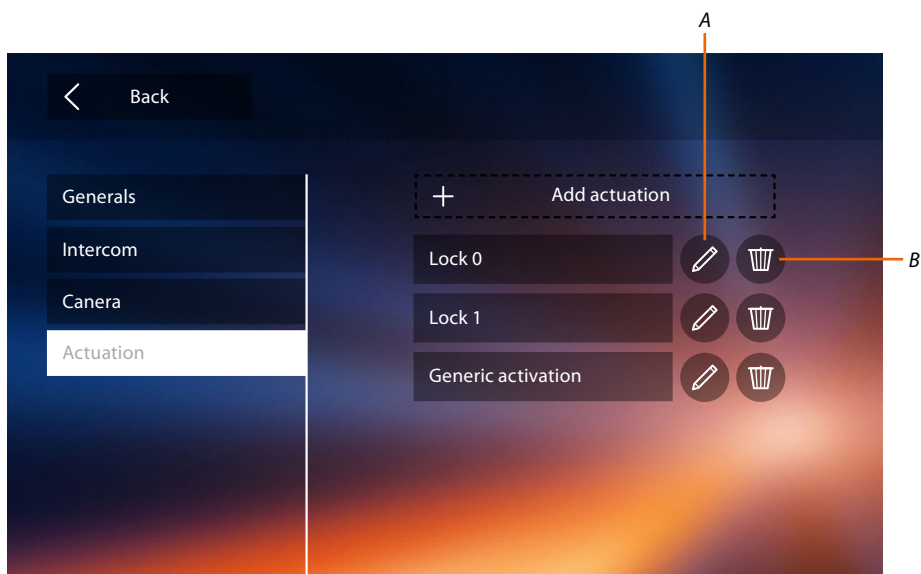 A
Back
Generals
Intercom
Canera
Actuation
+ Add actuation
Lock 0
B
Lock 1
Generic activation